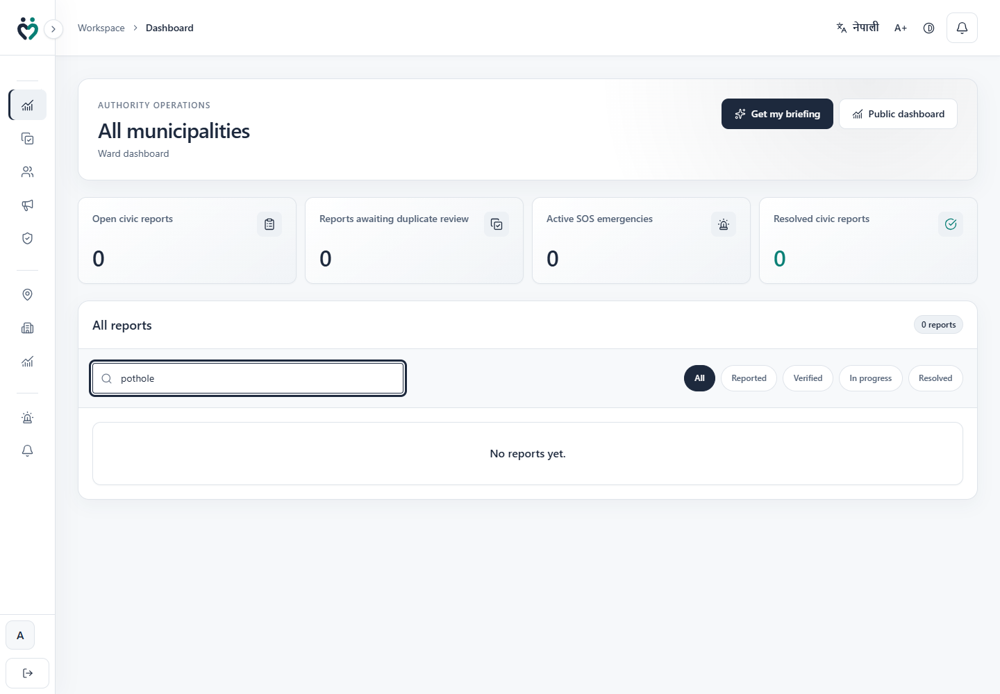 Workspace > Dashboard
नेपाली
A+
AUTHORITY OPERATIONS
All municipalities
Ward dashboard
Get my briefing
Public dashboard
Open civic reports
0
Reports awaiting duplicate review
0
Active SOS emergencies
0
Resolved civic reports
0
All reports
0 reports
pothole
All
Reported
Verified
In progress
Resolved
No reports yet.
A